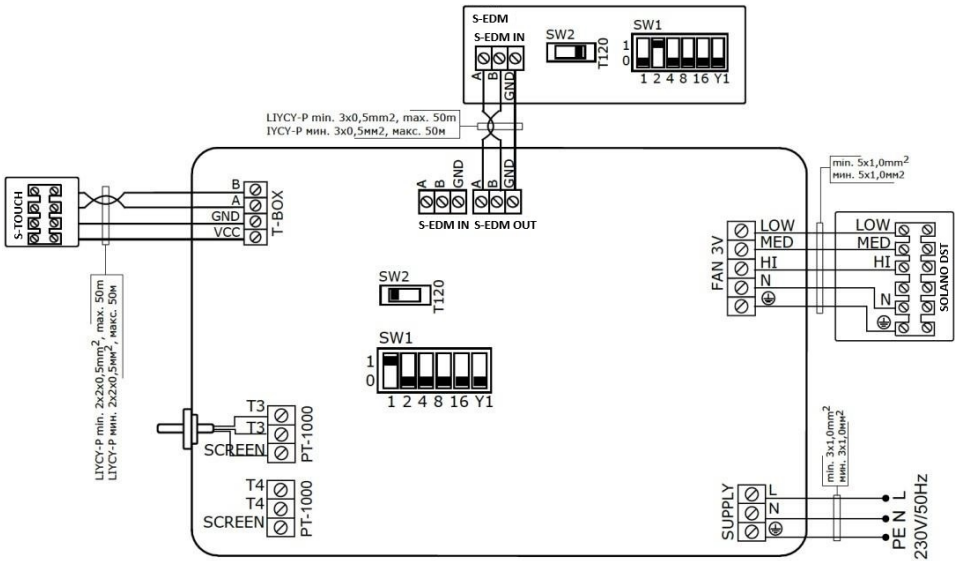 S-EDM
S-EDM IN
A B GND
SW2
T120
SW1
1
0
1 2 4 8 16 Y1
LIYCY-P min. 3x0,5mm2, max. 50m
IYCY-P мин. 3x0,5мм2, макс. 50м
S-TOUCH
B
A
GND
VCC
T-BOX
LIYCY-P min. 2x2x0,5mm², max. 50m
LIYCY-P мин. 2x2x0,5мм², макс. 50м
A B GND
A B GND
S-EDM IN S-EDM OUT
min. 5x1,0mm²
мин. 5x1,0мм2
FAN 3V
LOW
MED
HI
N
LOW
MED
HI
N
SOLANO DST
SW2
T120
SW1
1
0
1 2 4 8 16 Y1
T3
T3
SCREEN
PT-1000
T4
T4
SCREEN
PT-1000
SUPPLY
L
N
min. 3x1,0mm²
мин. 3x1,0мм²
PE N L
230V/50Hz